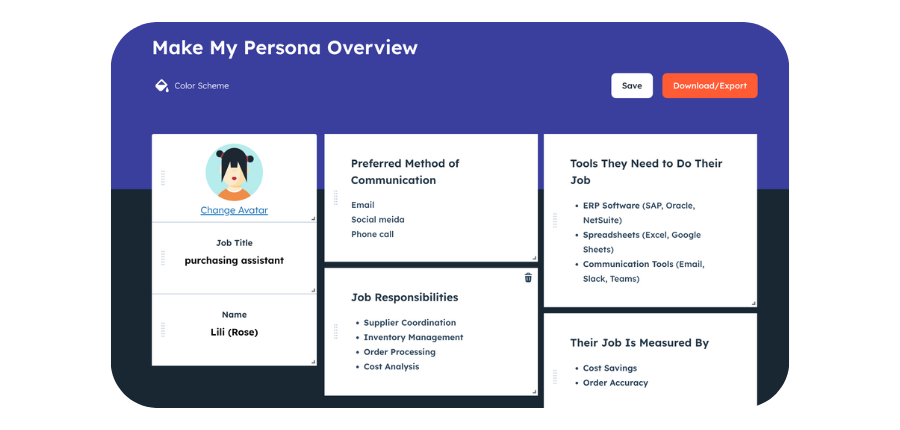 Make My Persona Overview
Color Scheme
Save
Download/Export
Change Avatar
Job Title
purchasing assistant
Name
Lili (Rose)
Preferred Method of
Communication
Email
Social meida
Phone call
Job Responsibilities
• Supplier Coordination
• Inventory Management
• Order Processing
• Cost Analysis
Tools They Need to Do Their
Job
• ERP Software (SAP, Oracle,
NetSuite)
• Spreadsheets (Excel, Google
Sheets)
• Communication Tools (Email,
Slack, Teams)
Their Job Is Measured By
• Cost Savings
• Order Accuracy